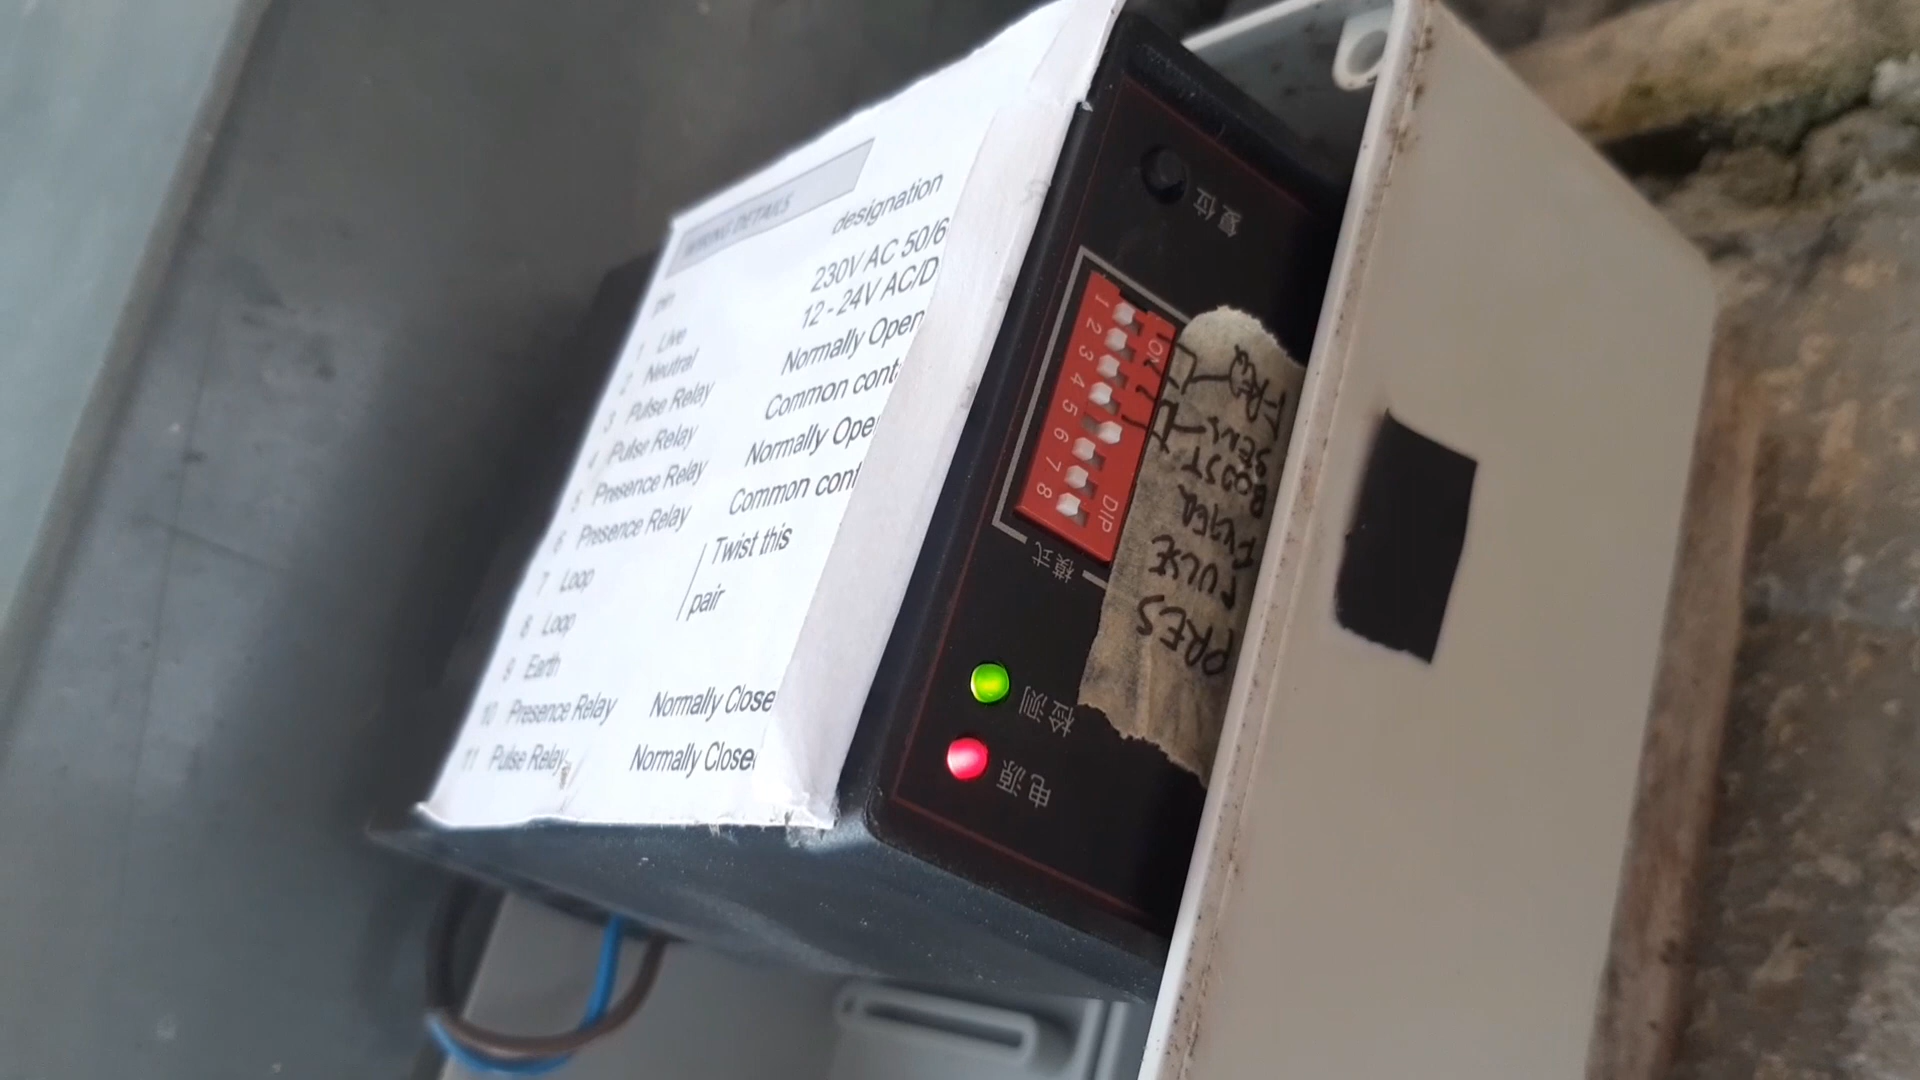 WIRING DETAILS
pin designation
1 Live 230V AC 50/6
2 Neutral 12 - 24V AC/D
3 Pulse Relay Normally Open
4 Pulse Relay Common cont
5 Presence Relay Normally Ope
6 Presence Relay Common cont
7 Loop Twist this
8 Loop pair
9 Earth
10 Presence Relay Normally Close
11 Pulse Relay Normally Close
复位
ON
1 2 3 4 5 6 7 8
DIP
模式
检测
电源
FREQ
SENS
BOOST
FILTER
PULSE
PRES